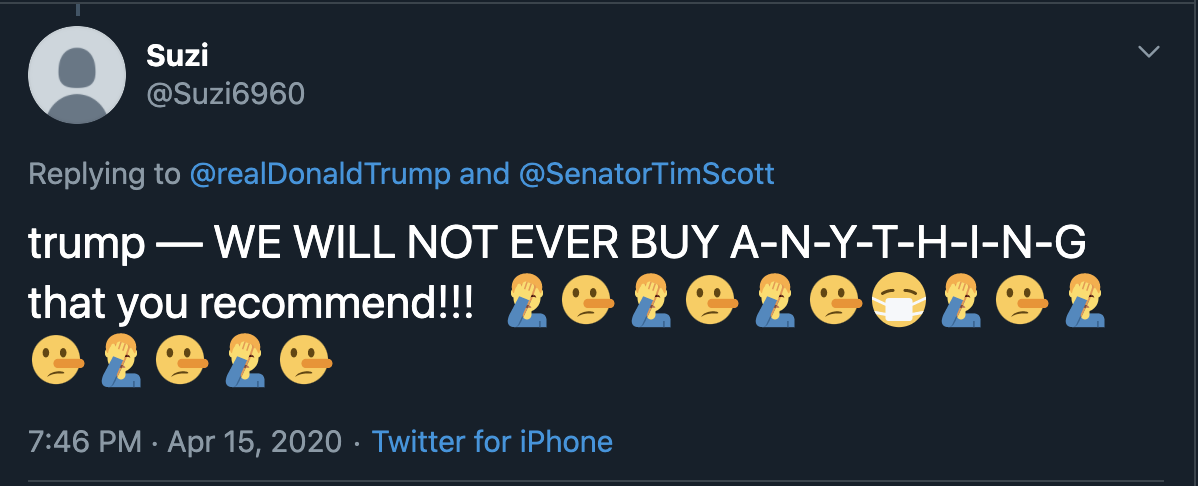 Suzi
@Suzi6960
Replying to @realDonaldTrump and @SenatorTimScott
trump — WE WILL NOT EVER BUY A-N-Y-T-H-I-N-G
that you recommend!!! 🤦‍♂️🤥🤦‍♂️🤥🤦‍♂️🤥😷🤦‍♂️🤥🤦‍♂️
🤥🤦‍♂️🤥🤦‍♂️🤥
7:46 PM · Apr 15, 2020 · Twitter for iPhone